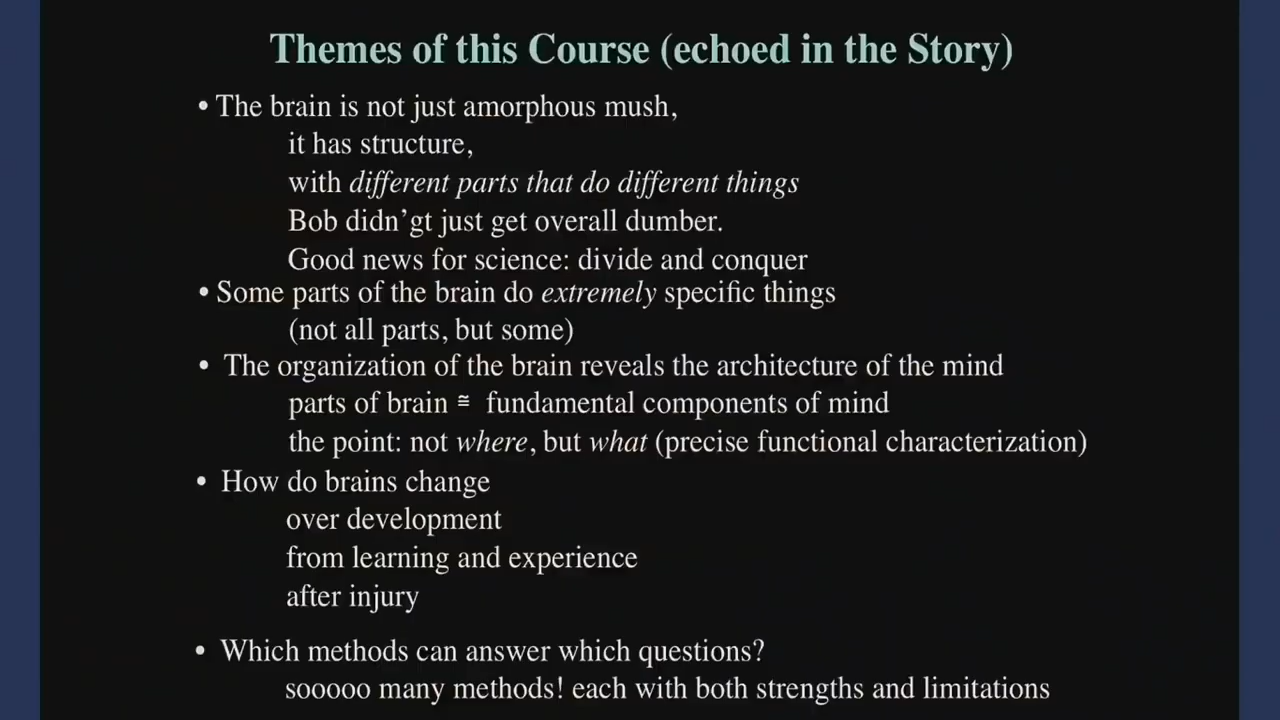 Themes of this Course (echoed in the Story)
• The brain is not just amorphous mush,
it has structure,
with different parts that do different things
Bob didn’gt just get overall dumber.
Good news for science: divide and conquer
• Some parts of the brain do extremely specific things
(not all parts, but some)
• The organization of the brain reveals the architecture of the mind
parts of brain ≅ fundamental components of mind
the point: not where, but what (precise functional characterization)
• How do brains change
over development
from learning and experience
after injury
• Which methods can answer which questions?
sooooo many methods! each with both strengths and limitations